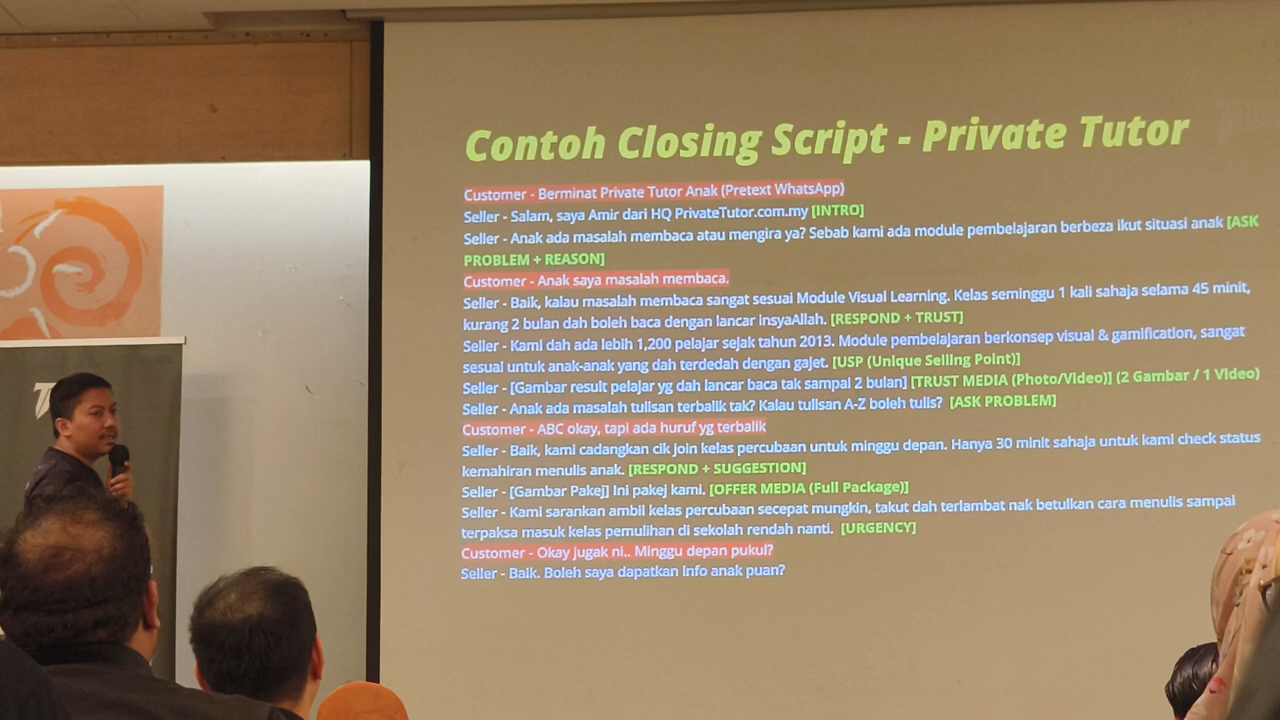 Contoh Closing Script - Private Tutor
Customer - Berminat Private Tutor Anak (Pretext WhatsApp)
Seller - Salam, saya Amir dari HQ PrivateTutor.com.my [INTRO]
Seller - Anak ada masalah membaca atau mengira ya? Sebab kami ada module pembelajaran berbeza ikut situasi anak [ASK
PROBLEM + REASON]
Customer - Anak saya masalah membaca.
Seller - Baik, kalau masalah membaca sangat sesuai Module Visual Learning. Kelas seminggu 1 kali sahaja selama 45 minit,
kurang 2 bulan dah boleh baca dengan lancar insyaAllah. [RESPOND + TRUST]
Seller - Kami dah ada lebih 1,200 pelajar sejak tahun 2013. Module pembelajaran berkonsep visual & gamification, sangat
sesuai untuk anak-anak yang dah terdedah dengan gajet. [USP (Unique Selling Point)]
Seller - [Gambar result pelajar yg dah lancar baca tak sampai 2 bulan] [TRUST MEDIA (Photo/Video)] (2 Gambar / 1 Video)
Seller - Anak ada masalah tulisan terbalik tak? Kalau tulisan A-Z boleh tulis? [ASK PROBLEM]
Customer - ABC okay, tapi ada huruf yg terbalik
Seller - Baik, kami cadangkan cik join kelas percubaan untuk minggu depan. Hanya 30 minit sahaja untuk kami check status
kemahiran menulis anak. [RESPOND + SUGGESTION]
Seller - [Gambar Pakej] Ini pakej kami. [OFFER MEDIA (Full Package)]
Seller - Kami sarankan ambil kelas percubaan secepat mungkin, takut dah terlambat nak betulkan cara menulis sampai
terpaksa masuk kelas pemulihan di sekolah rendah nanti. [URGENCY]
Customer - Okay jugak ni.. Minggu depan pukul?
Seller - Baik. Boleh saya dapatkan info anak puan?